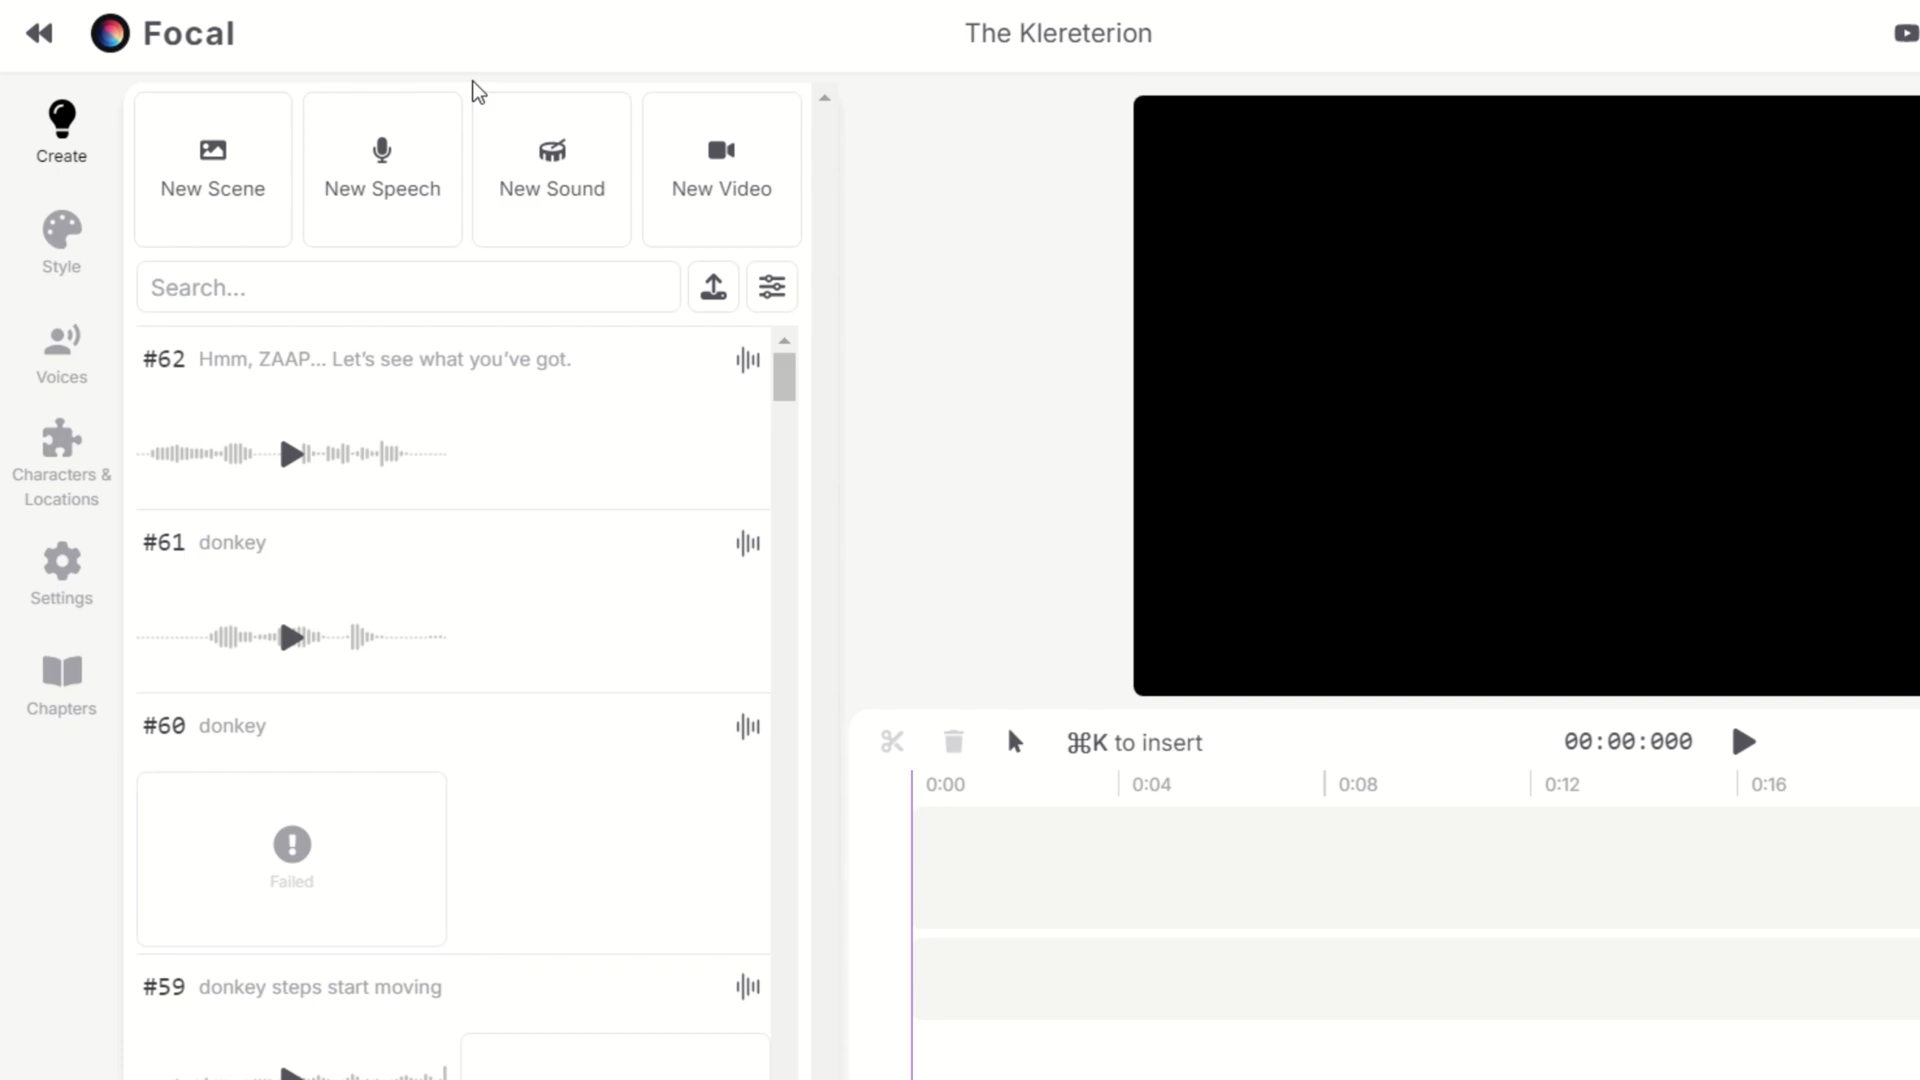 Focal
The Klereterion
Create
Style
Voices
Characters &
Locations
Settings
Chapters
New Scene
New Speech
New Sound
New Video
Search...
#62 Hmm, ZAAP... Let's see what you've got.
#61 donkey
#60 donkey
Failed
#59 donkey steps start moving
⌘K to insert
00:00:000
0:00
0:04
0:08
0:12
0:16